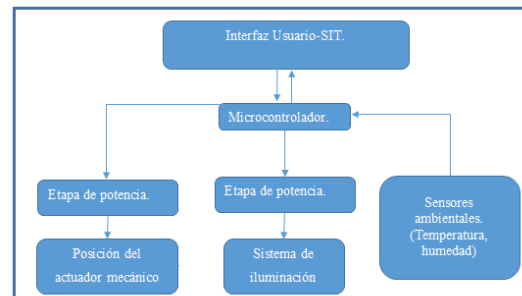 Interfaz Usuario-SIT.
Microcontrolador.
Etapa de potencia.
Etapa de potencia.
Sensores
ambientales.
(Temperatura,
humedad)
Posición del
actuador mecánico
Sistema de
iluminación